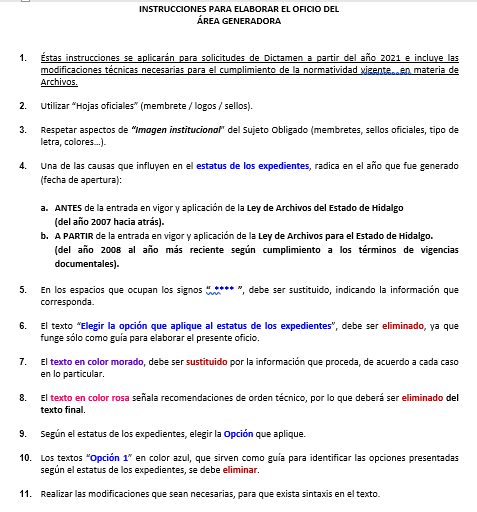 INSTRUCCIONES PARA ELABORAR EL OFICIO DEL
ÁREA GENERADORA
1. Éstas instrucciones se aplicarán para solicitudes de Dictamen a partir del año 2021 e incluye las
modificaciones técnicas necesarias para el cumplimiento de la normatividad vigente en materia de
Archivos.
2. Utilizar "Hojas oficiales" (membrete / logos / sellos).
3. Respetar aspectos de "Imagen institucional" del Sujeto Obligado (membretes, sellos oficiales, tipo de
letra, colores...).
4. Una de las causas que influyen en el estatus de los expedientes, radica en el año que fue generado
(fecha de apertura):
a. ANTES de la entrada en vigor y aplicación de la Ley de Archivos del Estado de Hidalgo
(del año 2007 hacia atrás).
b. A PARTIR de la entrada en vigor y aplicación de la Ley de Archivos para el Estado de Hidalgo.
(del año 2008 al año más reciente según cumplimiento a los términos de vigencias
documentales).
5. En los espacios que ocupan los signos " **** ", debe ser sustituido, indicando la información que
corresponda.
6. El texto "Elegir la opción que aplique al estatus de los expedientes", debe ser eliminado, ya que
funge sólo como guía para elaborar el presente oficio.
7. El texto en color morado, debe ser sustituido por la información que proceda, de acuerdo a cada caso
en lo particular.
8. El texto en color rosa señala recomendaciones de orden técnico, por lo que deberá ser eliminado del
texto final.
9. Según el estatus de los expedientes, elegir la Opción que aplique.
10. Los textos "Opción 1" en color azul, que sirven como guía para identificar las opciones presentadas
según el estatus de los expedientes, se debe eliminar.
11. Realizar las modificaciones que sean necesarias, para que exista sintaxis en el texto.